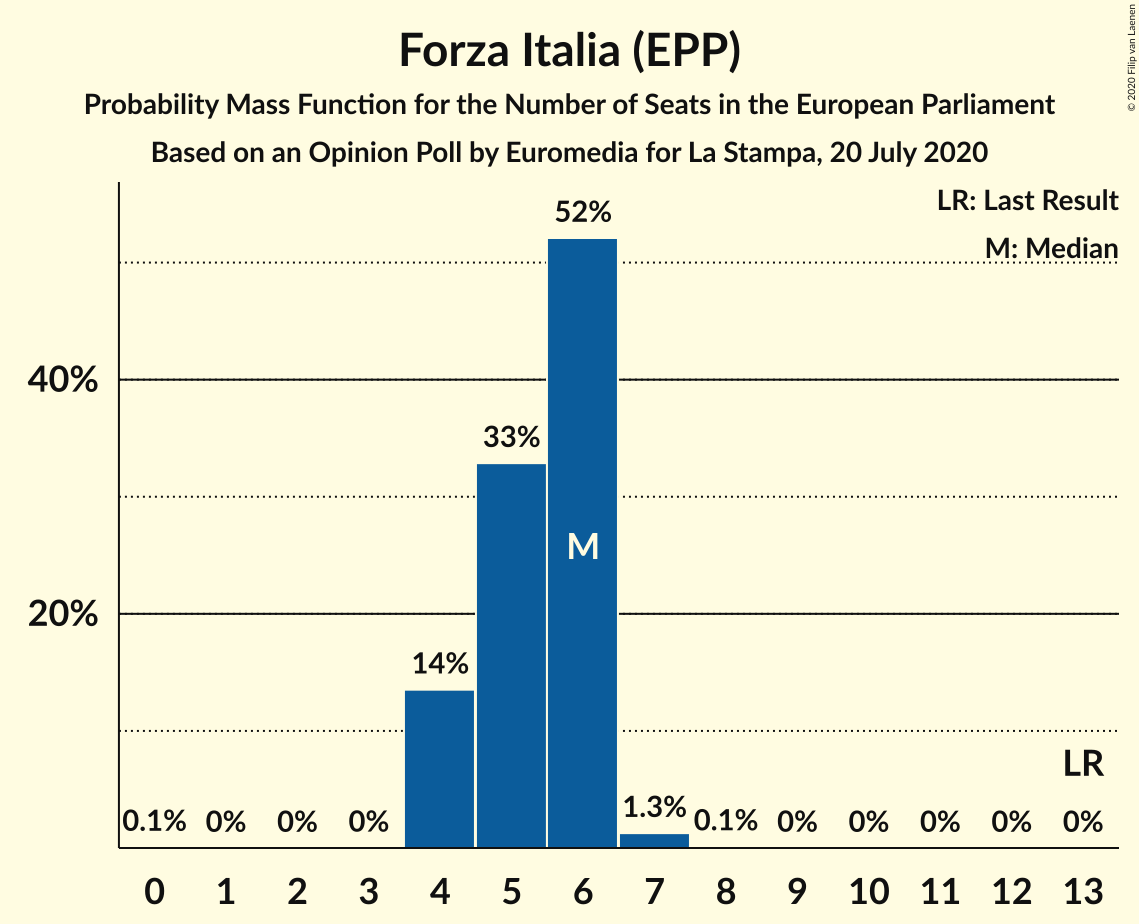 Forza Italia (EPP)
Probability Mass Function for the Number of Seats in the European Parliament
Based on an Opinion Poll by Euromedia for La Stampa, 20 July 2020
© 2020 Filip van Laenen
LR: Last Result
M: Median
52%
40%
33%
M
20%
14%
LR
0.1% 0% 0% 0% 1.3% 0.1% 0% 0% 0% 0% 0%
0 1 2 3 4 5 6 7 8 9 10 11 12 13